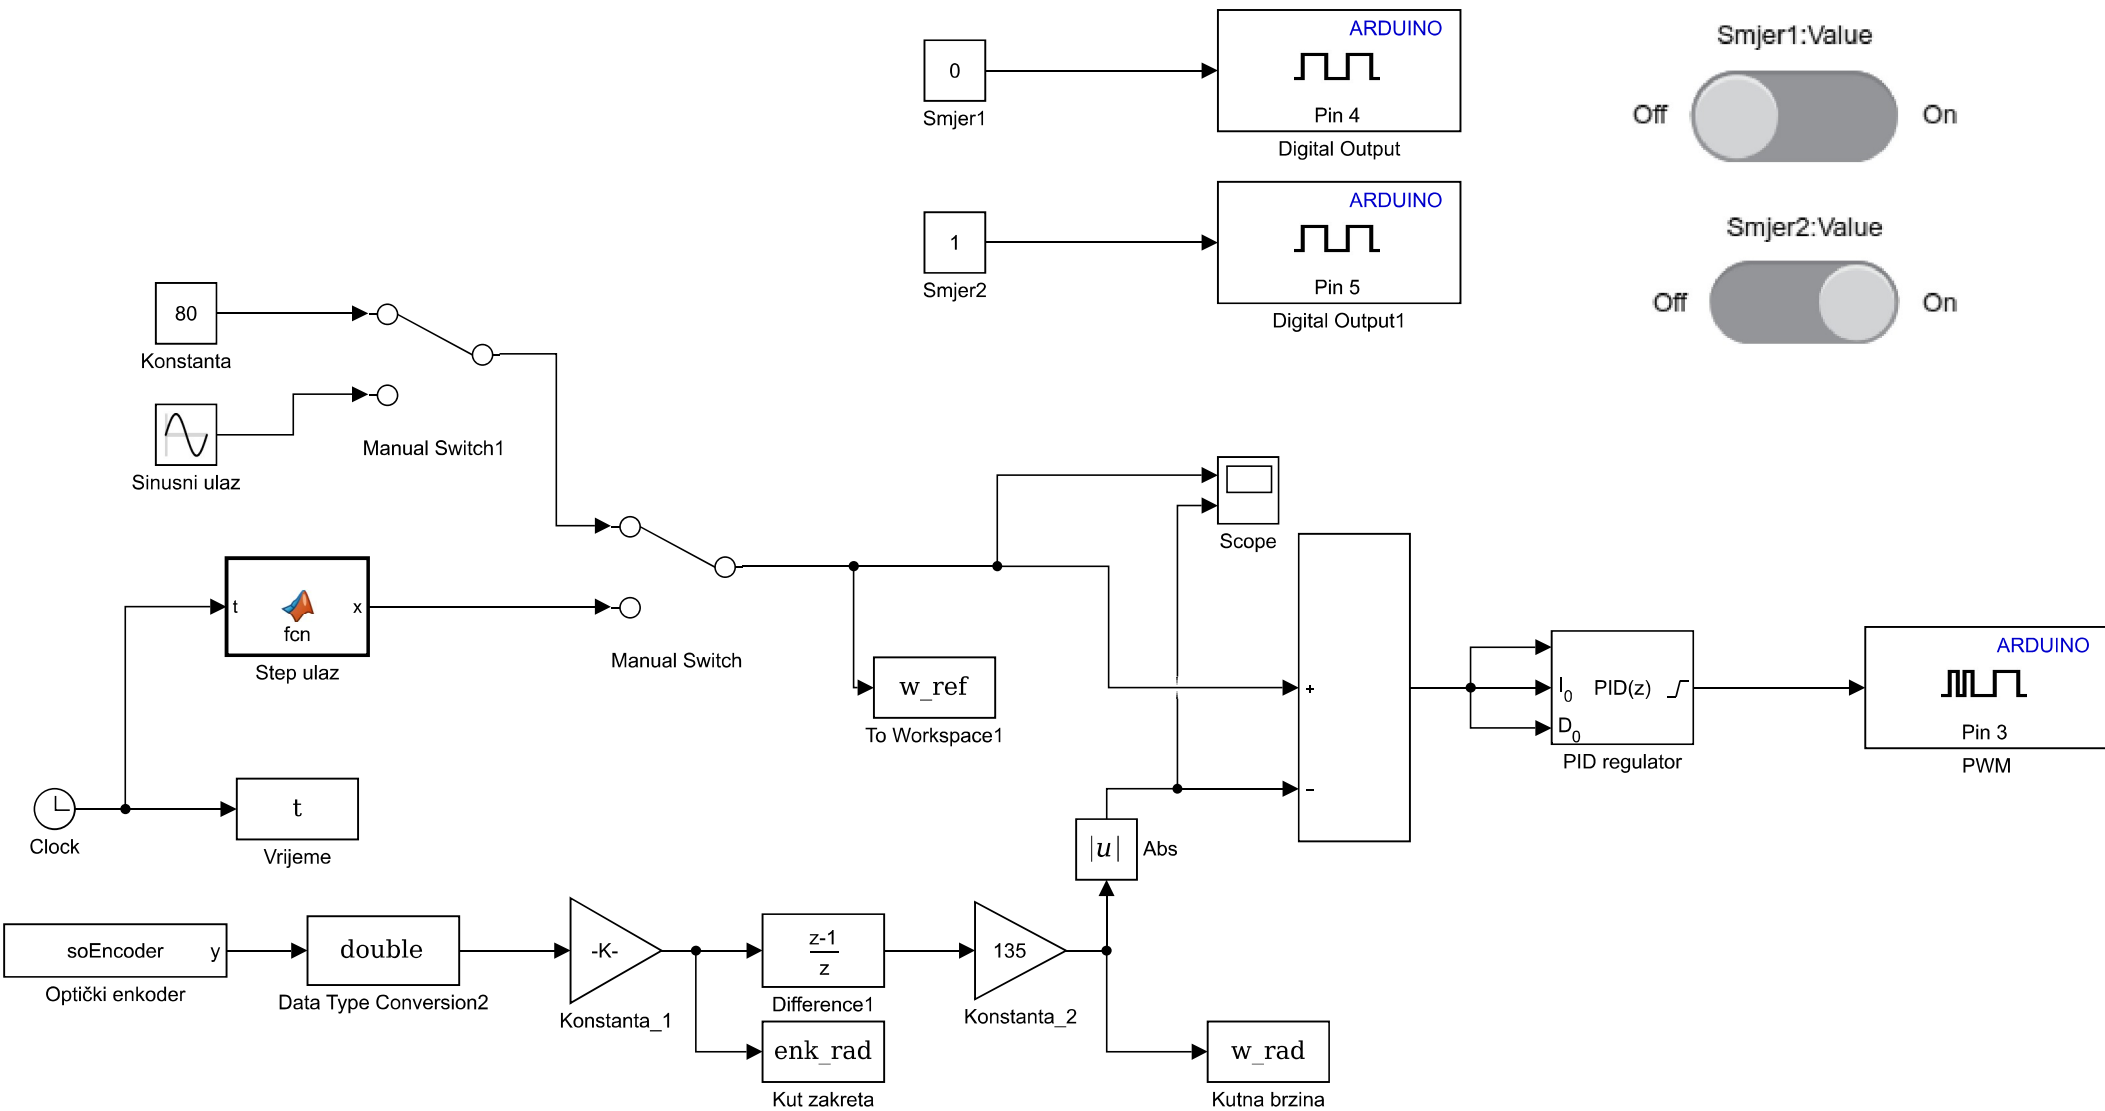 ARDUINO
0
Pin 4
Smjer1
Digital Output
Smjer1:Value
Off
On
ARDUINO
1
Pin 5
Smjer2
Digital Output1
Smjer2:Value
Off
On
80
Konstanta
Manual Switch1
Sinusni ulaz
Scope
t
x
fcn
Step ulaz
Manual Switch
w_ref
To Workspace1
+
−
I0
D0
PID(z)
PID regulator
ARDUINO
Pin 3
PWM
Clock
t
Vrijeme
|u|
Abs
soEncoder
y
Optički enkoder
double
Data Type Conversion2
-K-
Konstanta_1
z-1
z
Difference1
135
Konstanta_2
enk_rad
Kut zakreta
w_rad
Kutna brzina